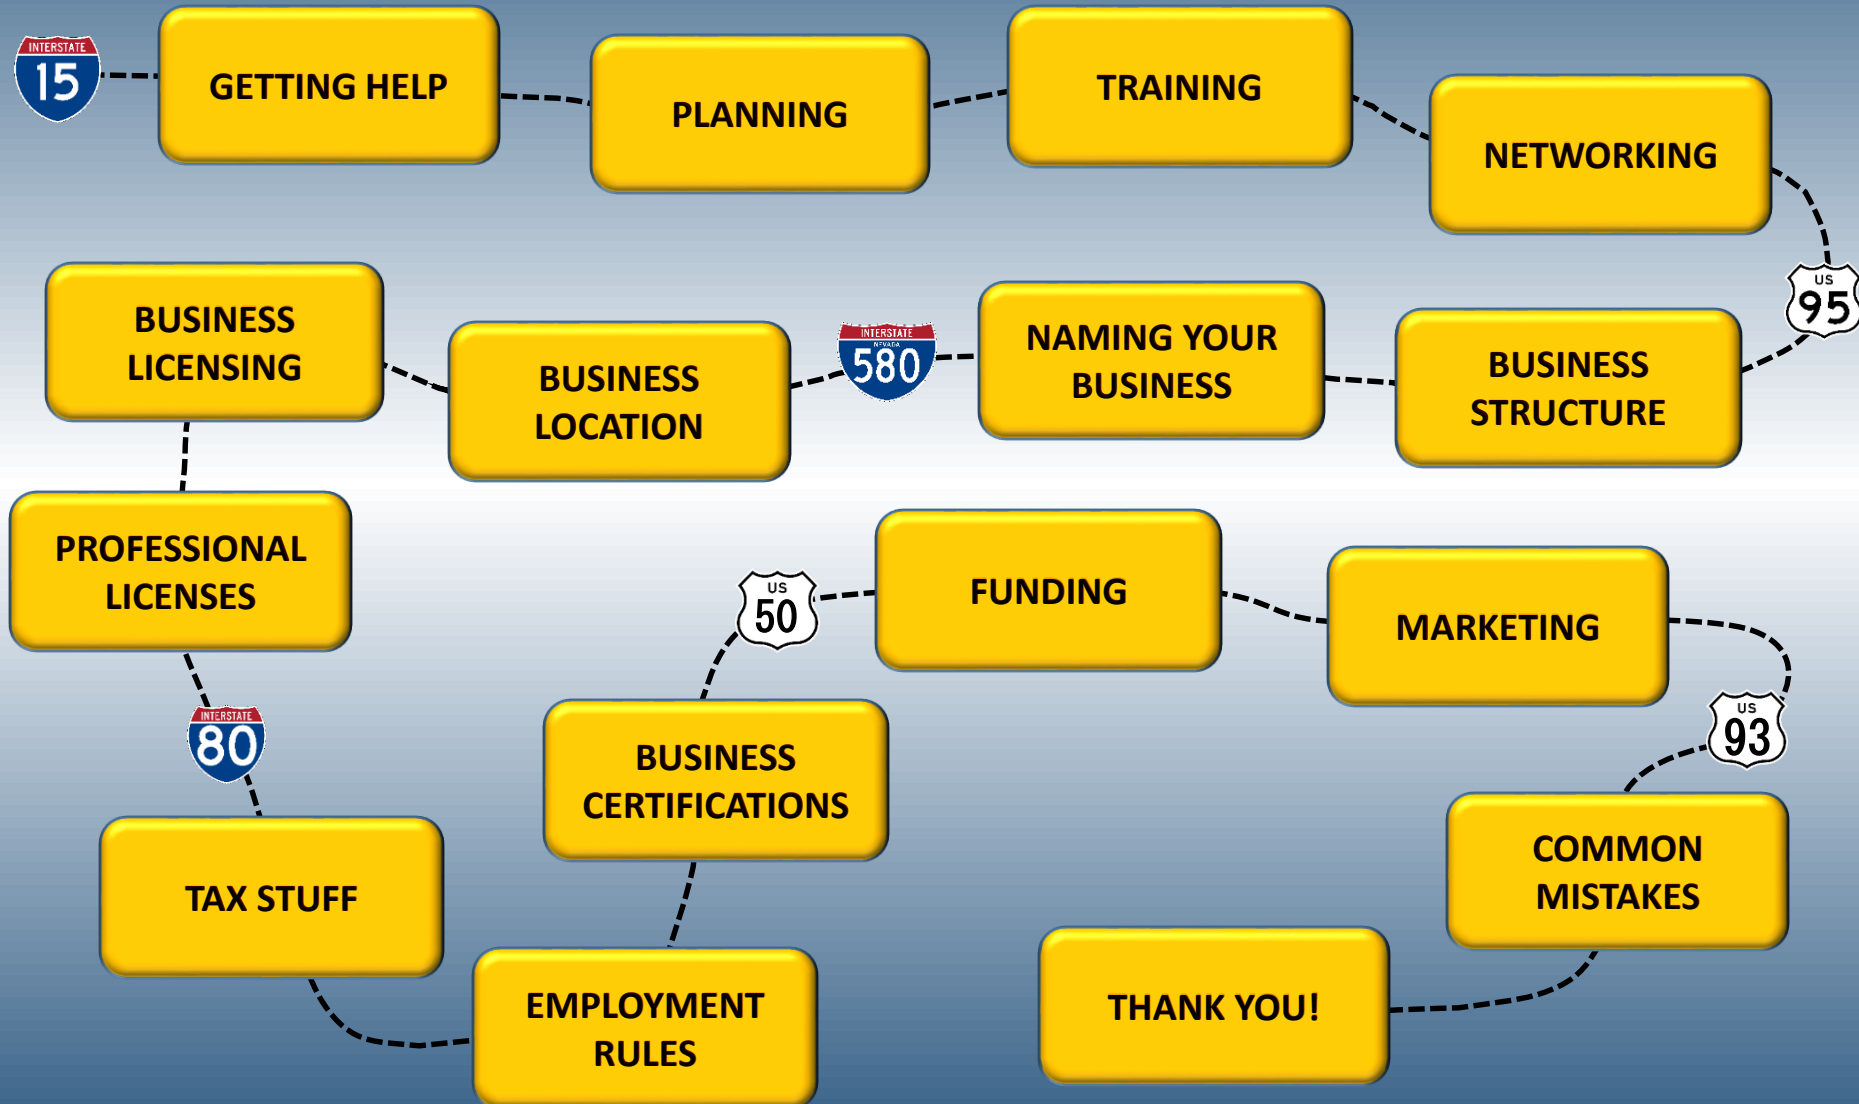 INTERSTATE
15
GETTING HELP
PLANNING
TRAINING
NETWORKING
US
95
BUSINESS
STRUCTURE
NAMING YOUR
BUSINESS
INTERSTATE
NEVADA
580
BUSINESS
LOCATION
BUSINESS
LICENSING
PROFESSIONAL
LICENSES
INTERSTATE
80
TAX STUFF
EMPLOYMENT
RULES
BUSINESS
CERTIFICATIONS
US
50
FUNDING
MARKETING
US
93
COMMON
MISTAKES
THANK YOU!